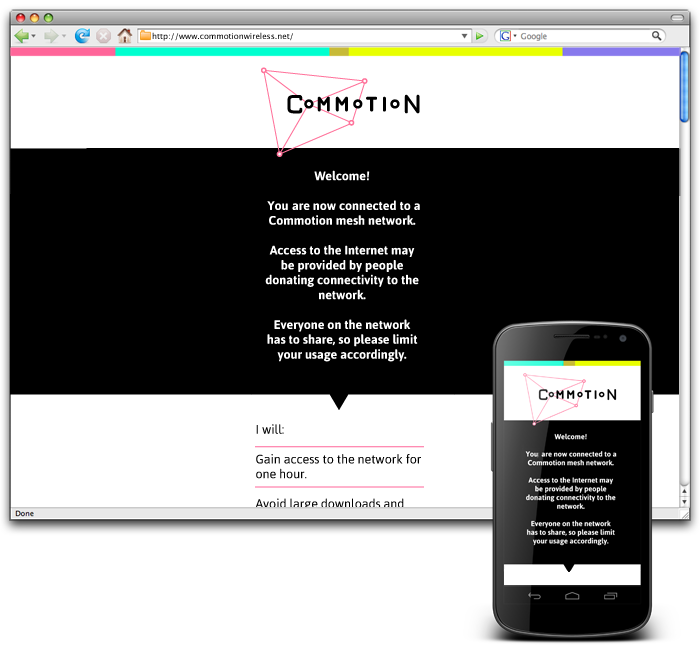 http://www.commotionwireless.net/
Google
COMMOTION
Welcome!
You are now connected to a
Commotion mesh network.
Access to the Internet may
be provided by people
donating connectivity to the
network.
Everyone on the network
has to share, so please limit
your usage accordingly.
I will:
Gain access to the network for
one hour.
Avoid large downloads and
Done
COMMOTION
Welcome!
You are now connected to a
Commotion mesh network.
Access to the Internet may
be provided by people
donating connectivity to the
network.
Everyone on the network
has to share, so please limit
your usage accordingly.